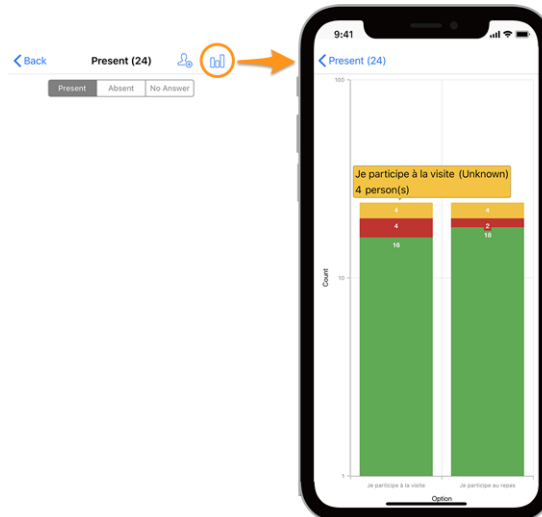 Back
Present (24)
Present
Absent
No Answer
9:41
Present (24)
100
Je participe à la visite (Unknown)
4 person(s)
4
4
4
2
16
18
Count
10
1
Je participe à la visite
Je participe au repas
Option